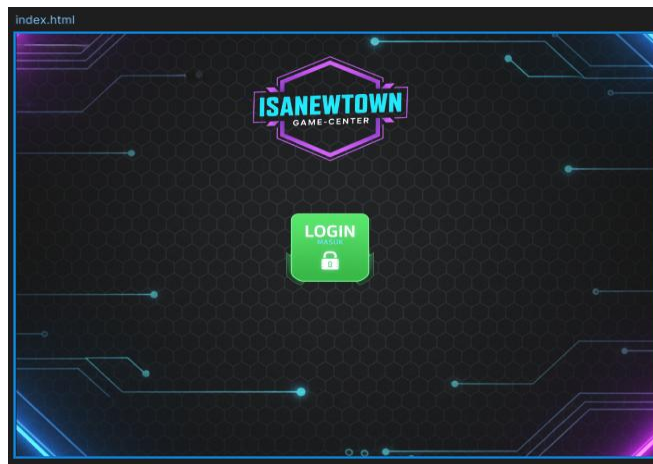 index.html
ISANEWTOWN
GAME-CENTER
LOGIN
MASUK